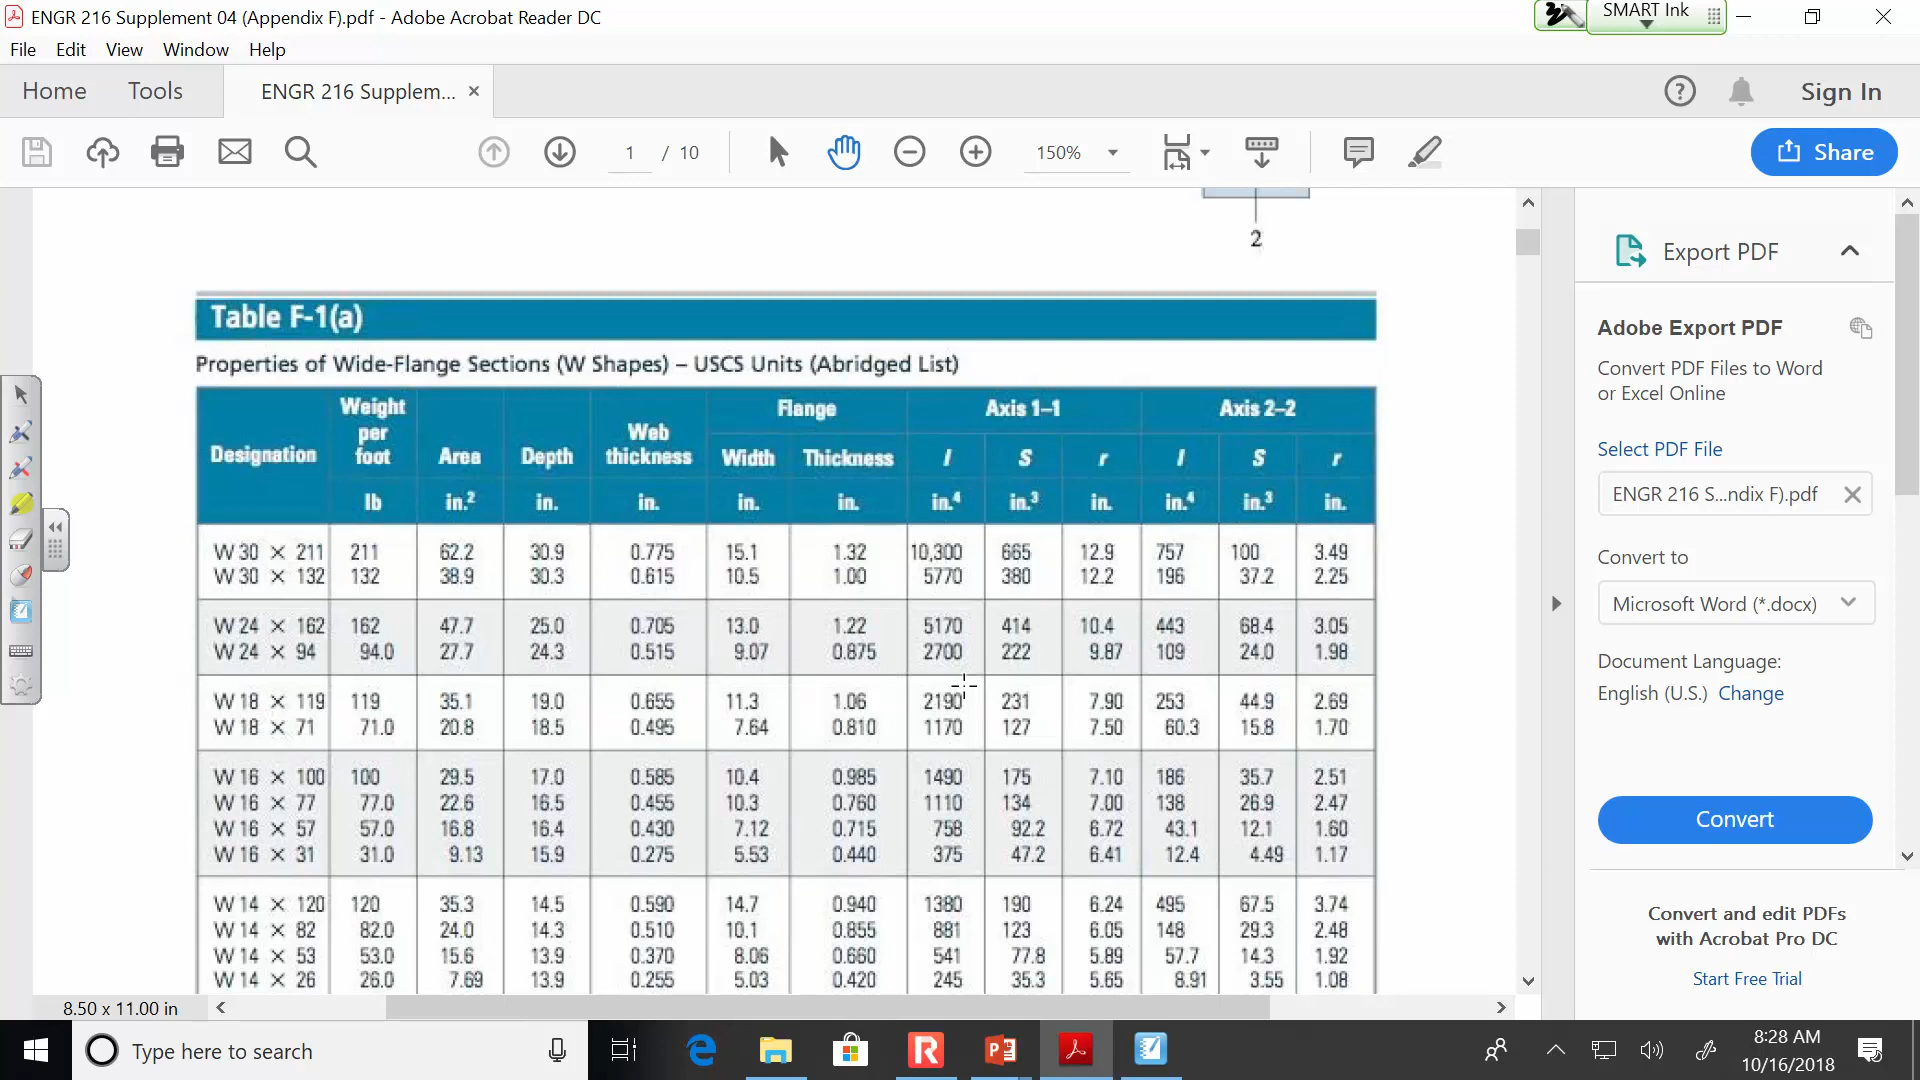 ENGR 216 Supplement 04 (Appendix F).pdf - Adobe Acrobat Reader DC
SMART Ink
File Edit View Window Help
Home Tools ENGR 216 Supplem... ×
Sign In
1 / 10
150%
Share
2
Table F-1(a)
Properties of Wide-Flange Sections (W Shapes) – USCS Units (Abridged List)
Designation Weight per foot Area Depth Web thickness Flange Axis 1–1 Axis 2–2
Width Thickness I S r I S r
lb in.² in. in. in. in. in.⁴ in.³ in. in.⁴ in.³ in.
W 30 × 211 211 62.2 30.9 0.775 15.1 1.32 10,300 665 12.9 757 100 3.49
W 30 × 132 132 38.9 30.3 0.615 10.5 1.00 5770 380 12.2 196 37.2 2.25
W 24 × 162 162 47.7 25.0 0.705 13.0 1.22 5170 414 10.4 443 68.4 3.05
W 24 × 94 94.0 27.7 24.3 0.515 9.07 0.875 2700 222 9.87 109 24.0 1.98
W 18 × 119 119 35.1 19.0 0.655 11.3 1.06 2190 231 7.90 253 44.9 2.69
W 18 × 71 71.0 20.8 18.5 0.495 7.64 0.810 1170 127 7.50 60.3 15.8 1.70
W 16 × 100 100 29.5 17.0 0.585 10.4 0.985 1490 175 7.10 186 35.7 2.51
W 16 × 77 77.0 22.6 16.5 0.455 10.3 0.760 1110 134 7.00 138 26.9 2.47
W 16 × 57 57.0 16.8 16.4 0.430 7.12 0.715 758 92.2 6.72 43.1 12.1 1.60
W 16 × 31 31.0 9.13 15.9 0.275 5.53 0.440 375 47.2 6.41 12.4 4.49 1.17
W 14 × 120 120 35.3 14.5 0.590 14.7 0.940 1380 190 6.24 495 67.5 3.74
W 14 × 82 82.0 24.0 14.3 0.510 10.1 0.855 881 123 6.05 148 29.3 2.48
W 14 × 53 53.0 15.6 13.9 0.370 8.06 0.660 541 77.8 5.89 57.7 14.3 1.92
W 14 × 26 26.0 7.69 13.9 0.255 5.03 0.420 245 35.3 5.65 8.91 3.55 1.08
8.50 x 11.00 in
Export PDF
Adobe Export PDF
Convert PDF Files to Word
or Excel Online
Select PDF File
ENGR 216 S...ndix F).pdf
Convert to
Microsoft Word (*.docx)
Document Language:
English (U.S.) Change
Convert
Convert and edit PDFs
with Acrobat Pro DC
Start Free Trial
Type here to search
8:28 AM
10/16/2018